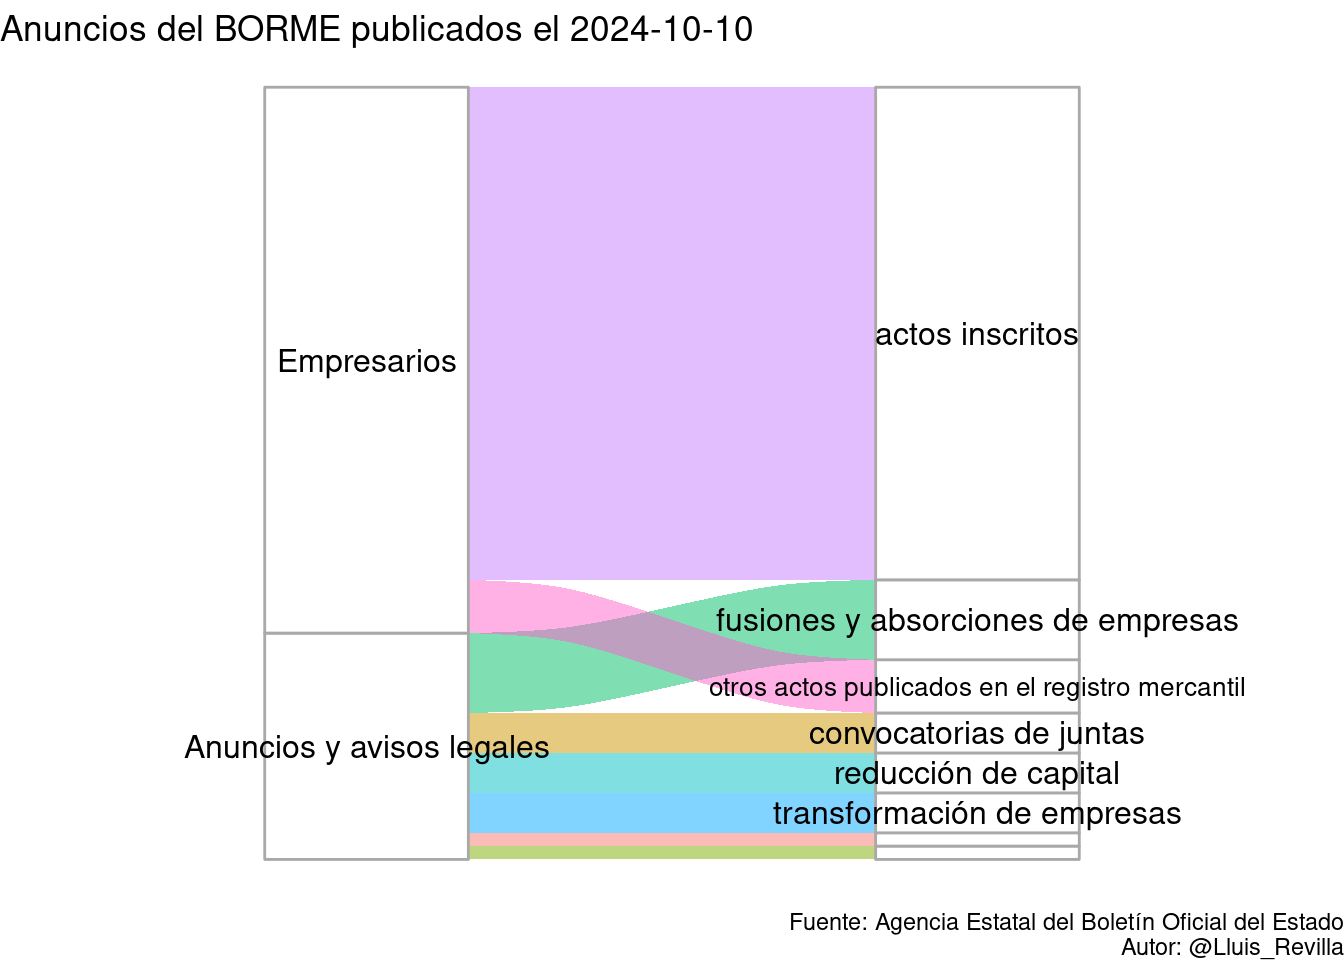 Anuncios del BORME publicados el 2024-10-10
Empresarios
actos inscritos
fusiones y absorciones de empresas
otros actos publicados en el registro mercantil
Anuncios y avisos legales
convocatorias de juntas
reducción de capital
transformación de empresas
Fuente: Agencia Estatal del Boletín Oficial del Estado
Autor: @Lluis_Revilla